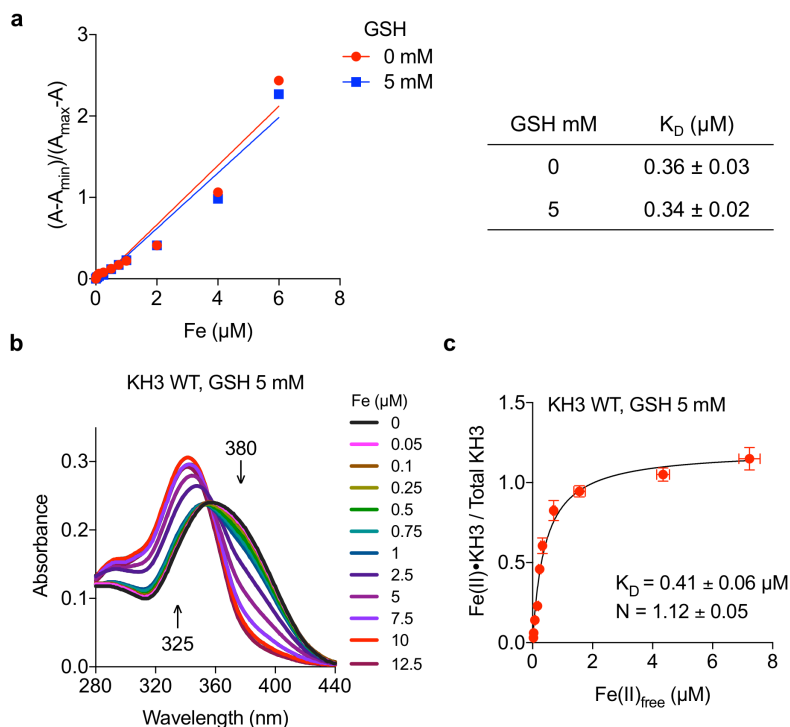 a
GSH
0 mM
5 mM
(A-Amin)/(Amax-A)
3
2
1
0
0 2 4 6 8
Fe (µM)
GSH mM KD (µM)
0 0.36 ± 0.03
5 0.34 ± 0.02
b
KH3 WT, GSH 5 mM
Fe (µM)
0
0.05
0.1
0.25
0.5
0.75
1
2.5
5
7.5
10
12.5
380
325
Absorbance
0.3
0.2
0.1
0.0
280 320 360 400 440
Wavelength (nm)
c
KH3 WT, GSH 5 mM
Fe(II)•KH3 / Total KH3
1.5
1.0
0.5
0.0
KD = 0.41 ± 0.06 µM
N = 1.12 ± 0.05
0 2 4 6 8
Fe(II)free (µM)